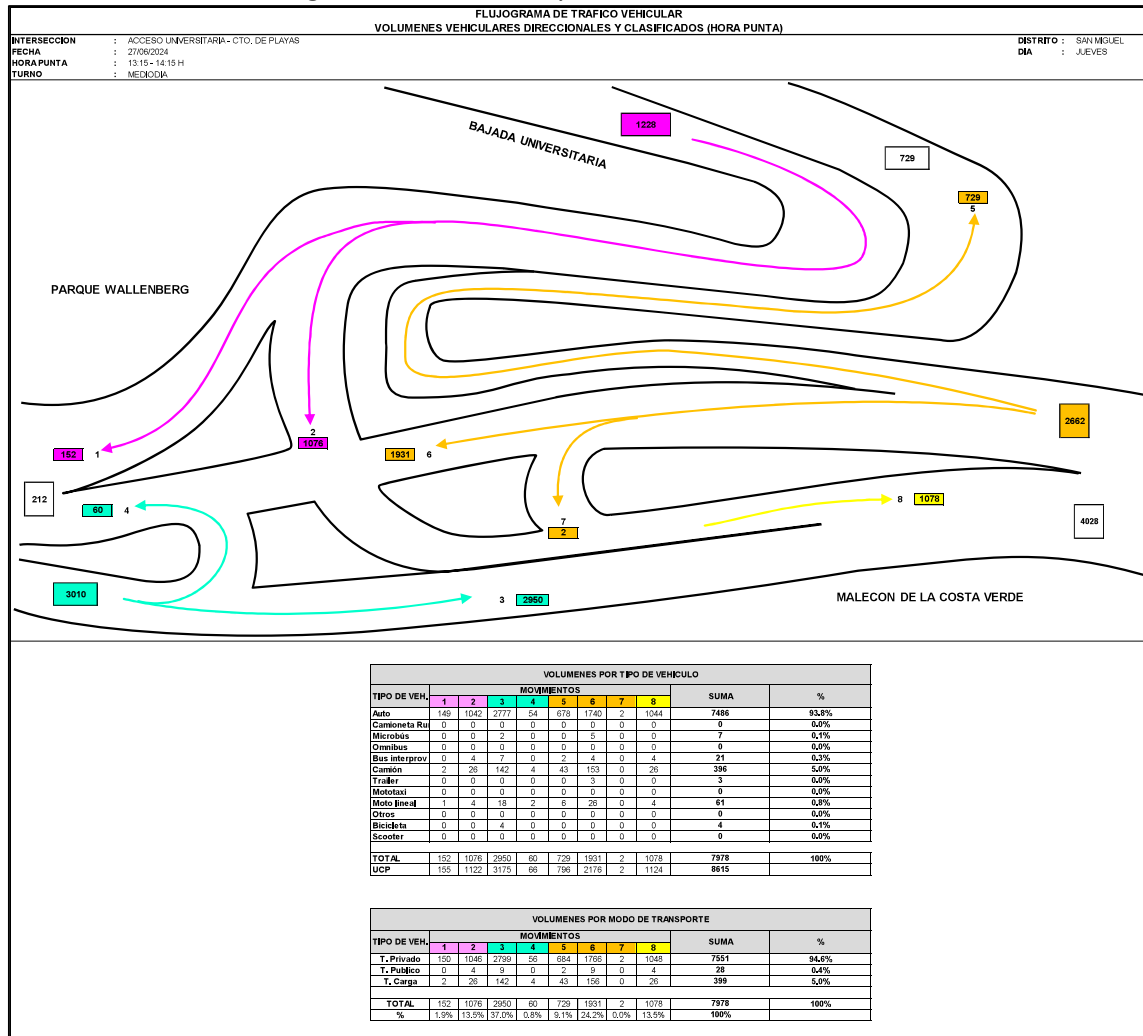 FLUJOGRAMA DE TRAFICO VEHICULAR
VOLUMENES VEHICULARES DIRECCIONALES Y CLASIFICADOS (HORA PUNTA)
INTERSECCION : ACCESO UNIVERSITARIA - CTO. DE PLAYAS DISTRITO : SAN MIGUEL
FECHA : 27/06/2024 DIA : JUEVES
HORA PUNTA : 13:15 - 14:15 H
TURNO : MEDIODIA
1228
BAJADA UNIVERSITARIA
729
729
5
PARQUE WALLENBERG
2662
2
1076
152 1
1931 6
212
60 4
8 1078
7
2
4028
3010
3 2950
MALECON DE LA COSTA VERDE
VOLUMENES POR TIPO DE VEHICULO
TIPO DE VEH. MOVIMIENTOS SUMA %
1 2 3 4 5 6 7 8
Auto 149 1042 2777 54 678 1740 2 1044 7486 93.8%
Camioneta Ru 0 0 0 0 0 0 0 0 0 0.0%
Microbús 0 0 2 0 0 5 0 0 7 0.1%
Omnibus 0 0 0 0 0 0 0 0 0 0.0%
Bus interprov 0 4 7 0 2 4 0 4 21 0.3%
Camión 2 26 142 4 43 153 0 26 396 5.0%
Trailer 0 0 0 0 0 3 0 0 3 0.0%
Mototaxi 0 0 0 0 0 0 0 0 0 0.0%
Moto lineal 1 4 18 2 6 26 0 4 61 0.8%
Otros 0 0 0 0 0 0 0 0 0 0.0%
Bicicleta 0 0 4 0 0 0 0 0 4 0.1%
Scooter 0 0 0 0 0 0 0 0 0 0.0%
TOTAL 152 1076 2950 60 729 1931 2 1078 7978 100%
UCP 155 1122 3175 66 796 2176 2 1124 8615
VOLUMENES POR MODO DE TRANSPORTE
TIPO DE VEH. MOVIMIENTOS SUMA %
1 2 3 4 5 6 7 8
T. Privado 150 1046 2799 56 684 1766 2 1048 7551 94.6%
T. Publico 0 4 9 0 2 9 0 4 28 0.4%
T. Carga 2 26 142 4 43 156 0 26 399 5.0%
TOTAL 152 1076 2950 60 729 1931 2 1078 7978 100%
% 1.9% 13.5% 37.0% 0.8% 9.1% 24.2% 0.0% 13.5% 100%